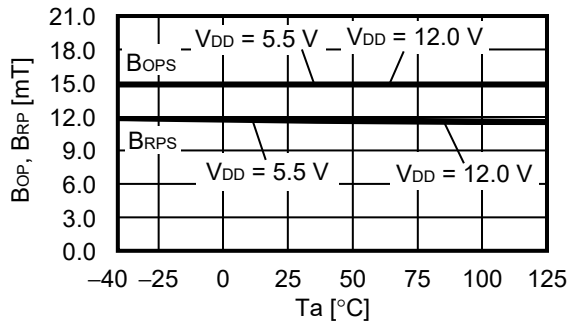 21.0
18.0
15.0
12.0
9.0
6.0
3.0
0.0
BOP, BRP [mT]
VDD = 5.5 V VDD = 12.0 V
BOPS
BRPS
VDD = 5.5 V VDD = 12.0 V
−40 −25 0 25 50 75 100 125
Ta [°C]